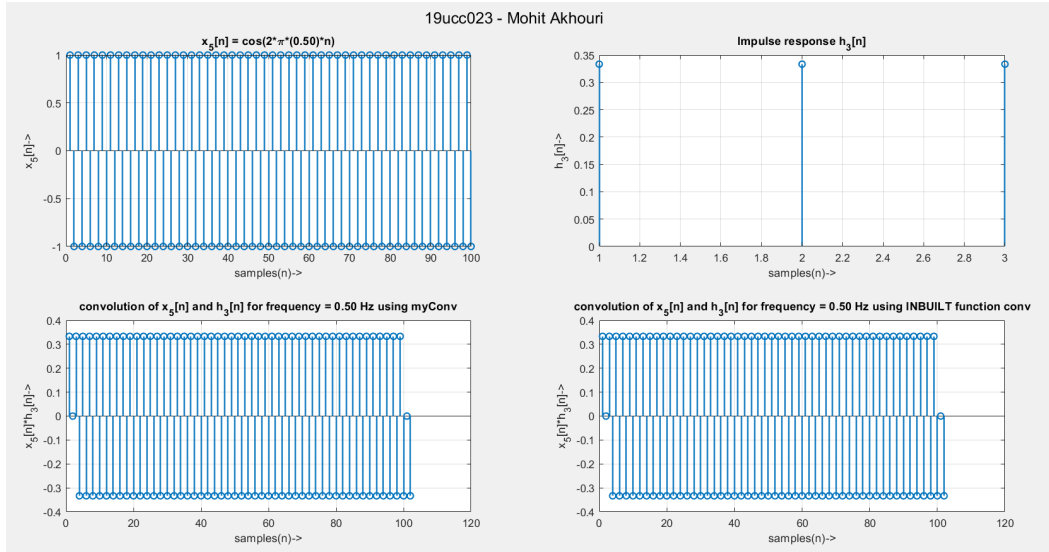 19ucc023 - Mohit Akhouri
x₅[n] = cos(2*π*(0.50)*n)
1
0.5
0
-0.5
-1
x₅[n]->
0 10 20 30 40 50 60 70 80 90 100
samples(n)->
Impulse response h₃[n]
0.35
0.3
0.25
0.2
0.15
0.1
0.05
0
h₃[n]->
1 1.2 1.4 1.6 1.8 2 2.2 2.4 2.6 2.8 3
samples(n)->
convolution of x₅[n] and h₃[n] for frequency = 0.50 Hz using myConv
0.4
0.3
0.2
0.1
0
-0.1
-0.2
-0.3
-0.4
x₅[n]*h₃[n]->
0 20 40 60 80 100 120
samples(n)->
convolution of x₅[n] and h₃[n] for frequency = 0.50 Hz using INBUILT function conv
0.4
0.3
0.2
0.1
0
-0.1
-0.2
-0.3
-0.4
x₅[n]*h₃[n]->
0 20 40 60 80 100 120
samples(n)->